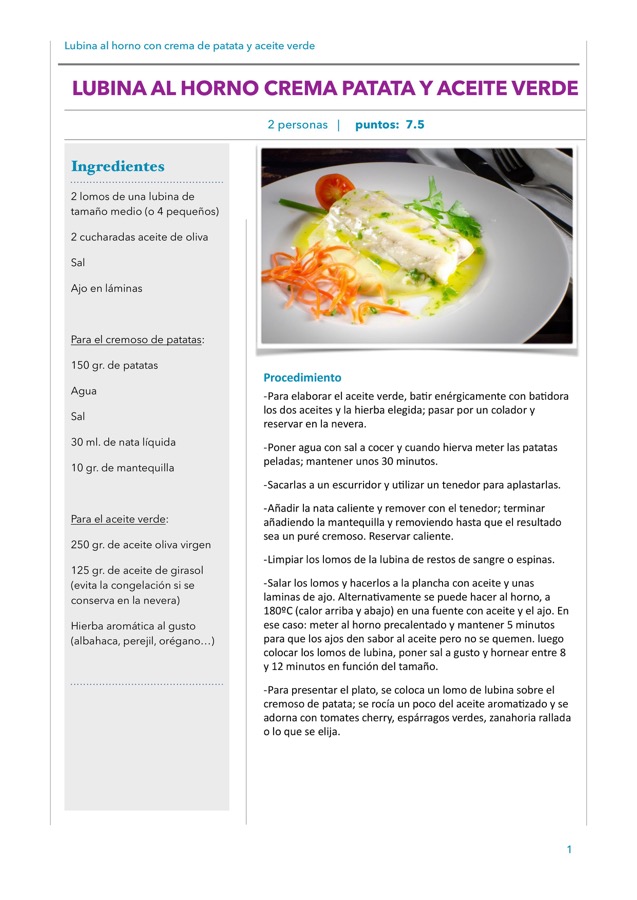 Lubina al horno con crema de patata y aceite verde
LUBINA AL HORNO CREMA PATATA Y ACEITE VERDE
2 personas | puntos: 7.5
Ingredientes
2 lomos de una lubina de
tamaño medio (o 4 pequeños)
2 cucharadas aceite de oliva
Sal
Ajo en láminas
Para el cremoso de patatas:
150 gr. de patatas
Agua
Sal
30 ml. de nata líquida
10 gr. de mantequilla
Para el aceite verde:
250 gr. de aceite oliva virgen
125 gr. de aceite de girasol
(evita la congelación si se
conserva en la nevera)
Hierba aromática al gusto
(albahaca, perejil, orégano…)
Procedimiento
-Para elaborar el aceite verde, batir enérgicamente con batidora
los dos aceites y la hierba elegida; pasar por un colador y
reservar en la nevera.
-Poner agua con sal a cocer y cuando hierva meter las patatas
peladas; mantener unos 30 minutos.
-Sacarlas a un escurridor y utilizar un tenedor para aplastarlas.
-Añadir la nata caliente y remover con el tenedor; terminar
añadiendo la mantequilla y removiendo hasta que el resultado
sea un puré cremoso. Reservar caliente.
-Limpiar los lomos de la lubina de restos de sangre o espinas.
-Salar los lomos y hacerlos a la plancha con aceite y unas
laminas de ajo. Alternativamente se puede hacer al horno, a
180ºC (calor arriba y abajo) en una fuente con aceite y el ajo. En
ese caso: meter al horno precalentado y mantener 5 minutos
para que los ajos den sabor al aceite pero no se quemen. luego
colocar los lomos de lubina, poner sal a gusto y hornear entre 8
y 12 minutos en función del tamaño.
-Para presentar el plato, se coloca un lomo de lubina sobre el
cremoso de patata; se rocía un poco del aceite aromatizado y se
adorna con tomates cherry, espárragos verdes, zanahoria rallada
o lo que se elija.
1